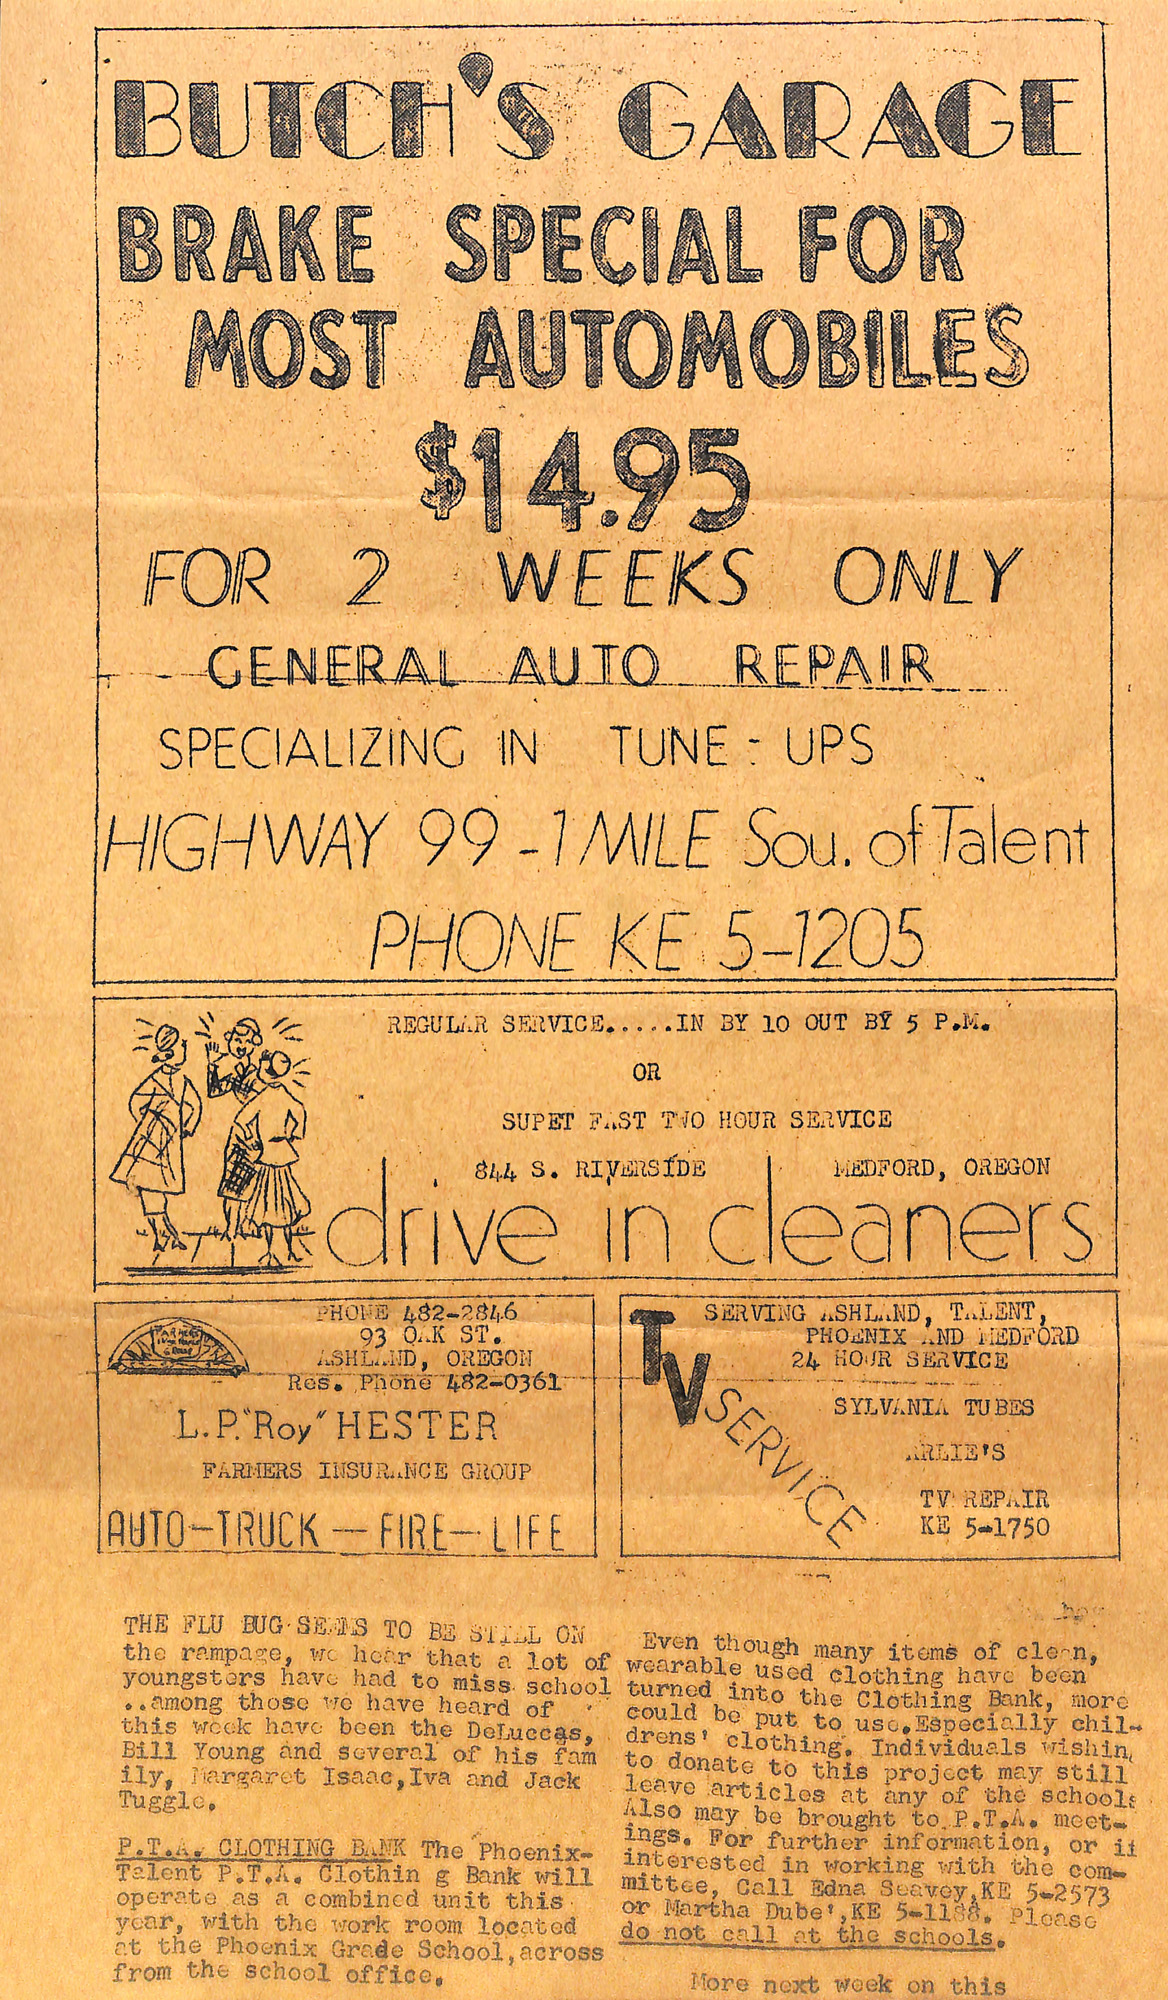 BUTCH'S GARAGE
BRAKE SPECIAL FOR
MOST AUTOMOBILES
$14.95
FOR 2 WEEKS ONLY
GENERAL AUTO REPAIR
SPECIALIZING IN TUNE-UPS
HIGHWAY 99-1 MILE Sou. of Talent
PHONE KE 5-1205
REGULAR SERVICE.....IN BY 10 OUT BY 5 P.M.
OR
SUPET FAST TWO HOUR SERVICE
844 S. RIVERSIDE MEDFORD, OREGON
drive in cleaners
PHONE 482-2846
93 OAK ST.
ASHLAND, OREGON
Res. Phone 482-0361
L.P. "Roy" HESTER
FARMERS INSURANCE GROUP
AUTO-TRUCK-FIRE-LIFE
TV SERVICE
SERVING ASHLAND, TALENT,
PHOENIX AND MEDFORD
24 HOUR SERVICE
SYLVANIA TUBES
ARLIE'S
TV REPAIR
KE 5-1750
THE FLU BUG SEEMS TO BE STILL ON
the rampage, we hear that a lot of
youngsters have had to miss school
..among those we have heard of
this week have been the DeLuccas,
Bill Young and several of his fam
ily, Margaret Isaac,Iva and Jack
Tuggle.
P.T.A. CLOTHING BANK The Phoenix-
Talent P.T.A. Clothin g Bank will
operate as a combined unit this
year, with the work room located
at the Phoenix Grade School,across
from the school office.
Even though many items of clean,
wearable used clothing have been
turned into the Clothing Bank, more
could be put to use.Especially chil-
drens' clothing. Individuals wishin
to donate to this project may still
leave articles at any of the schools
Also may be brought to P.T.A. meet-
ings. For further information, or if
interested in working with the com-
mittee, Call Edna Seavey,KE 5-2573
or Martha Dube',KE 5-1188. Please
do not call at the schools.
More next week on this